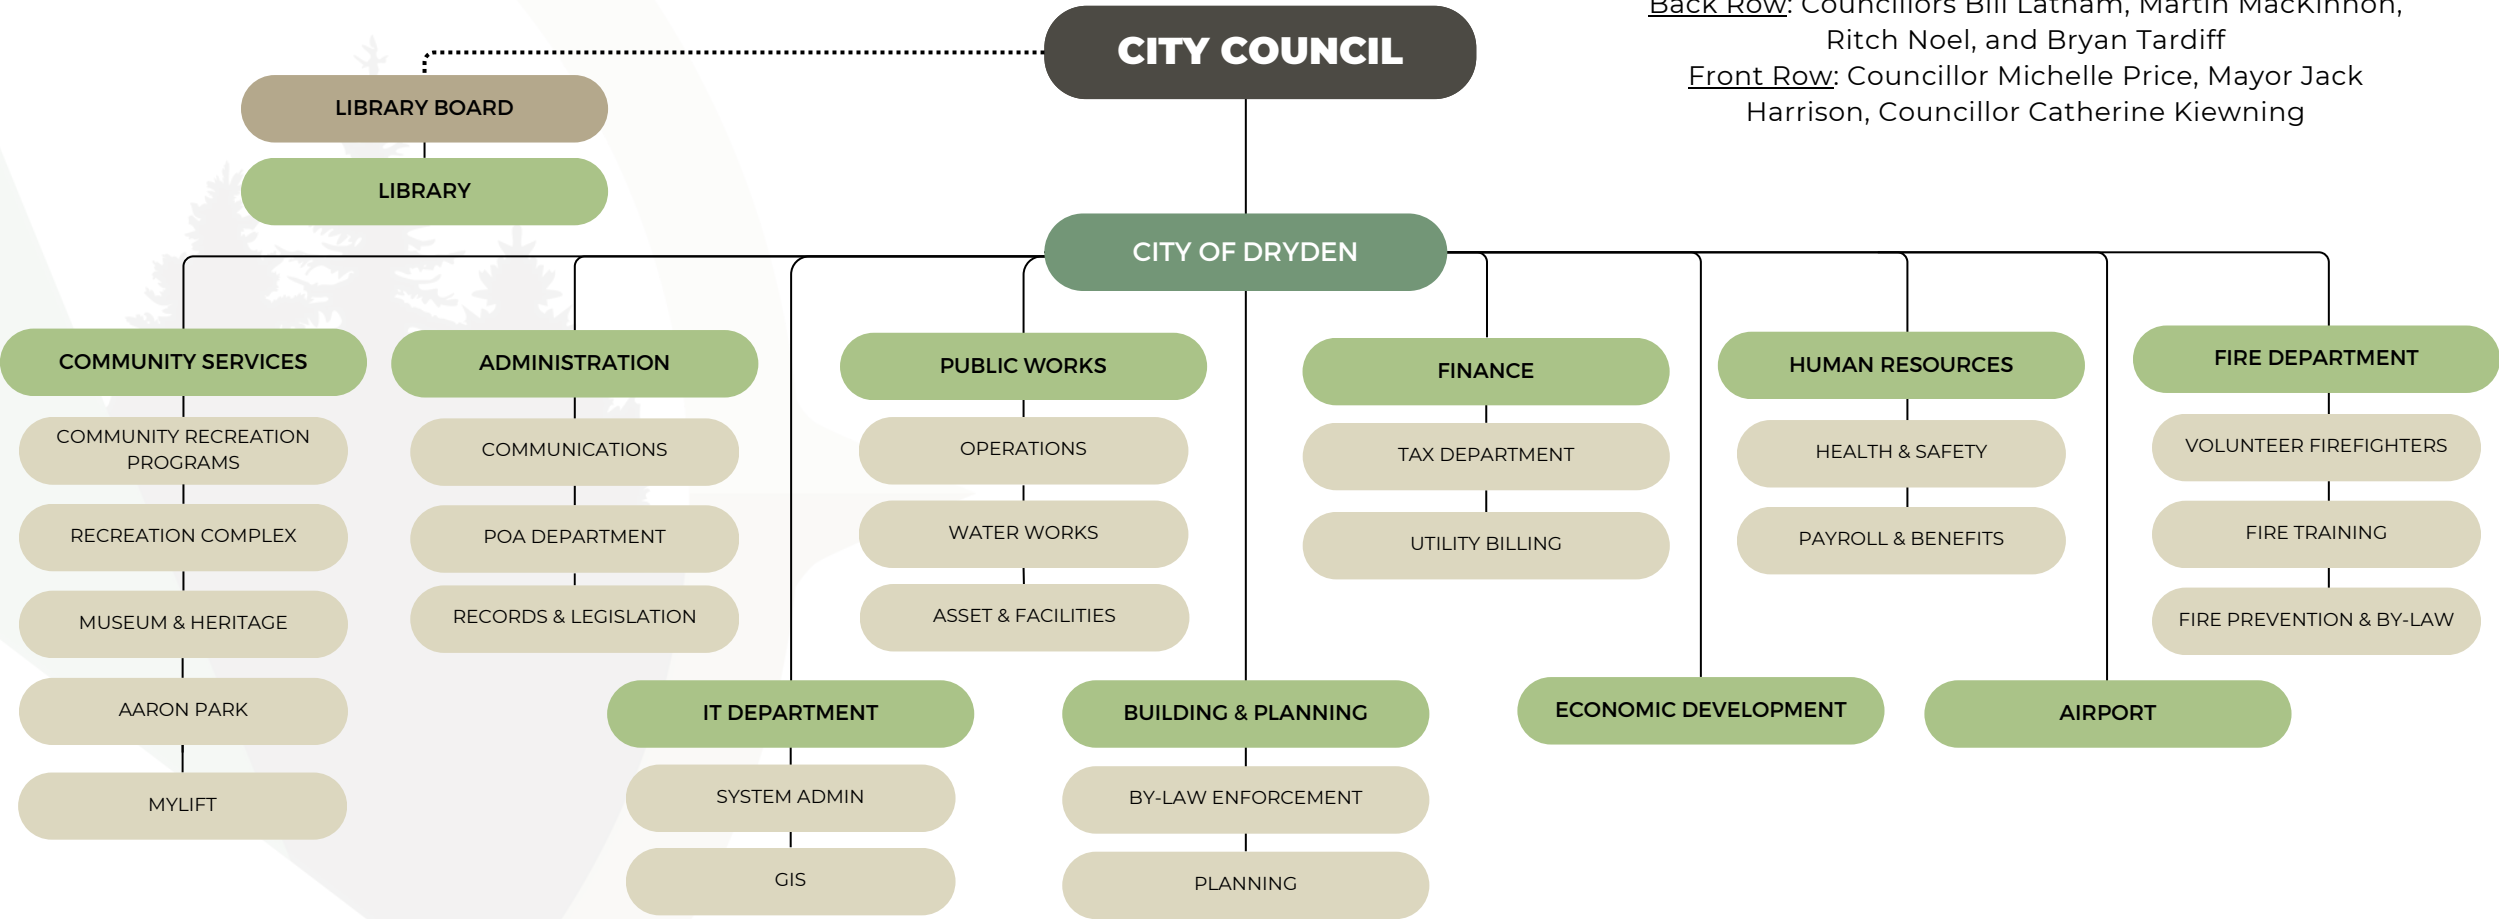 Back Row: Councillors Bill Latham, Martin MacKinnon,
Ritch Noel, and Bryan Tardiff
Front Row: Councillor Michelle Price, Mayor Jack
Harrison, Councillor Catherine Kiewning
CITY COUNCIL
LIBRARY BOARD
LIBRARY
CITY OF DRYDEN
COMMUNITY SERVICES
COMMUNITY RECREATION
PROGRAMS
RECREATION COMPLEX
MUSEUM & HERITAGE
AARON PARK
MYLIFT
ADMINISTRATION
COMMUNICATIONS
POA DEPARTMENT
RECORDS & LEGISLATION
IT DEPARTMENT
SYSTEM ADMIN
GIS
PUBLIC WORKS
OPERATIONS
WATER WORKS
ASSET & FACILITIES
BUILDING & PLANNING
BY-LAW ENFORCEMENT
PLANNING
FINANCE
TAX DEPARTMENT
UTILITY BILLING
ECONOMIC DEVELOPMENT
HUMAN RESOURCES
HEALTH & SAFETY
PAYROLL & BENEFITS
AIRPORT
FIRE DEPARTMENT
VOLUNTEER FIREFIGHTERS
FIRE TRAINING
FIRE PREVENTION & BY-LAW